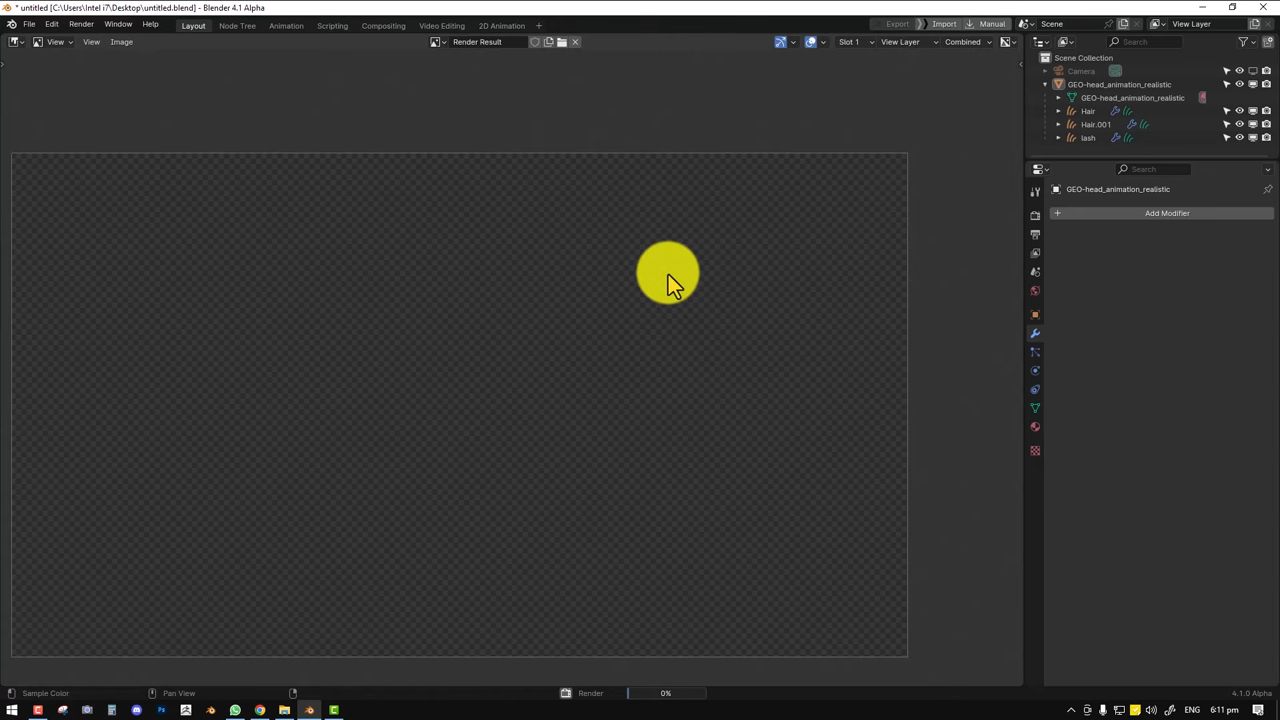 * untitled [C:\Users\Intel i7\Desktop\untitled.blend] - Blender 4.1 Alpha
File Edit Render Window Help Layout Node Tree Animation Scripting Compositing Video Editing 2D Animation + Export Import Manual Scene View Layer
View View Image Render Result Slot 1 View Layer Combined Search
Scene Collection
Camera
GEO-head_animation_realistic
GEO-head_animation_realistic
Hair
Hair.001
lash
Search
GEO-head_animation_realistic
+ Add Modifier
Sample Color Pan View Render 0% 4.1.0 Alpha
ENG 6:11 pm